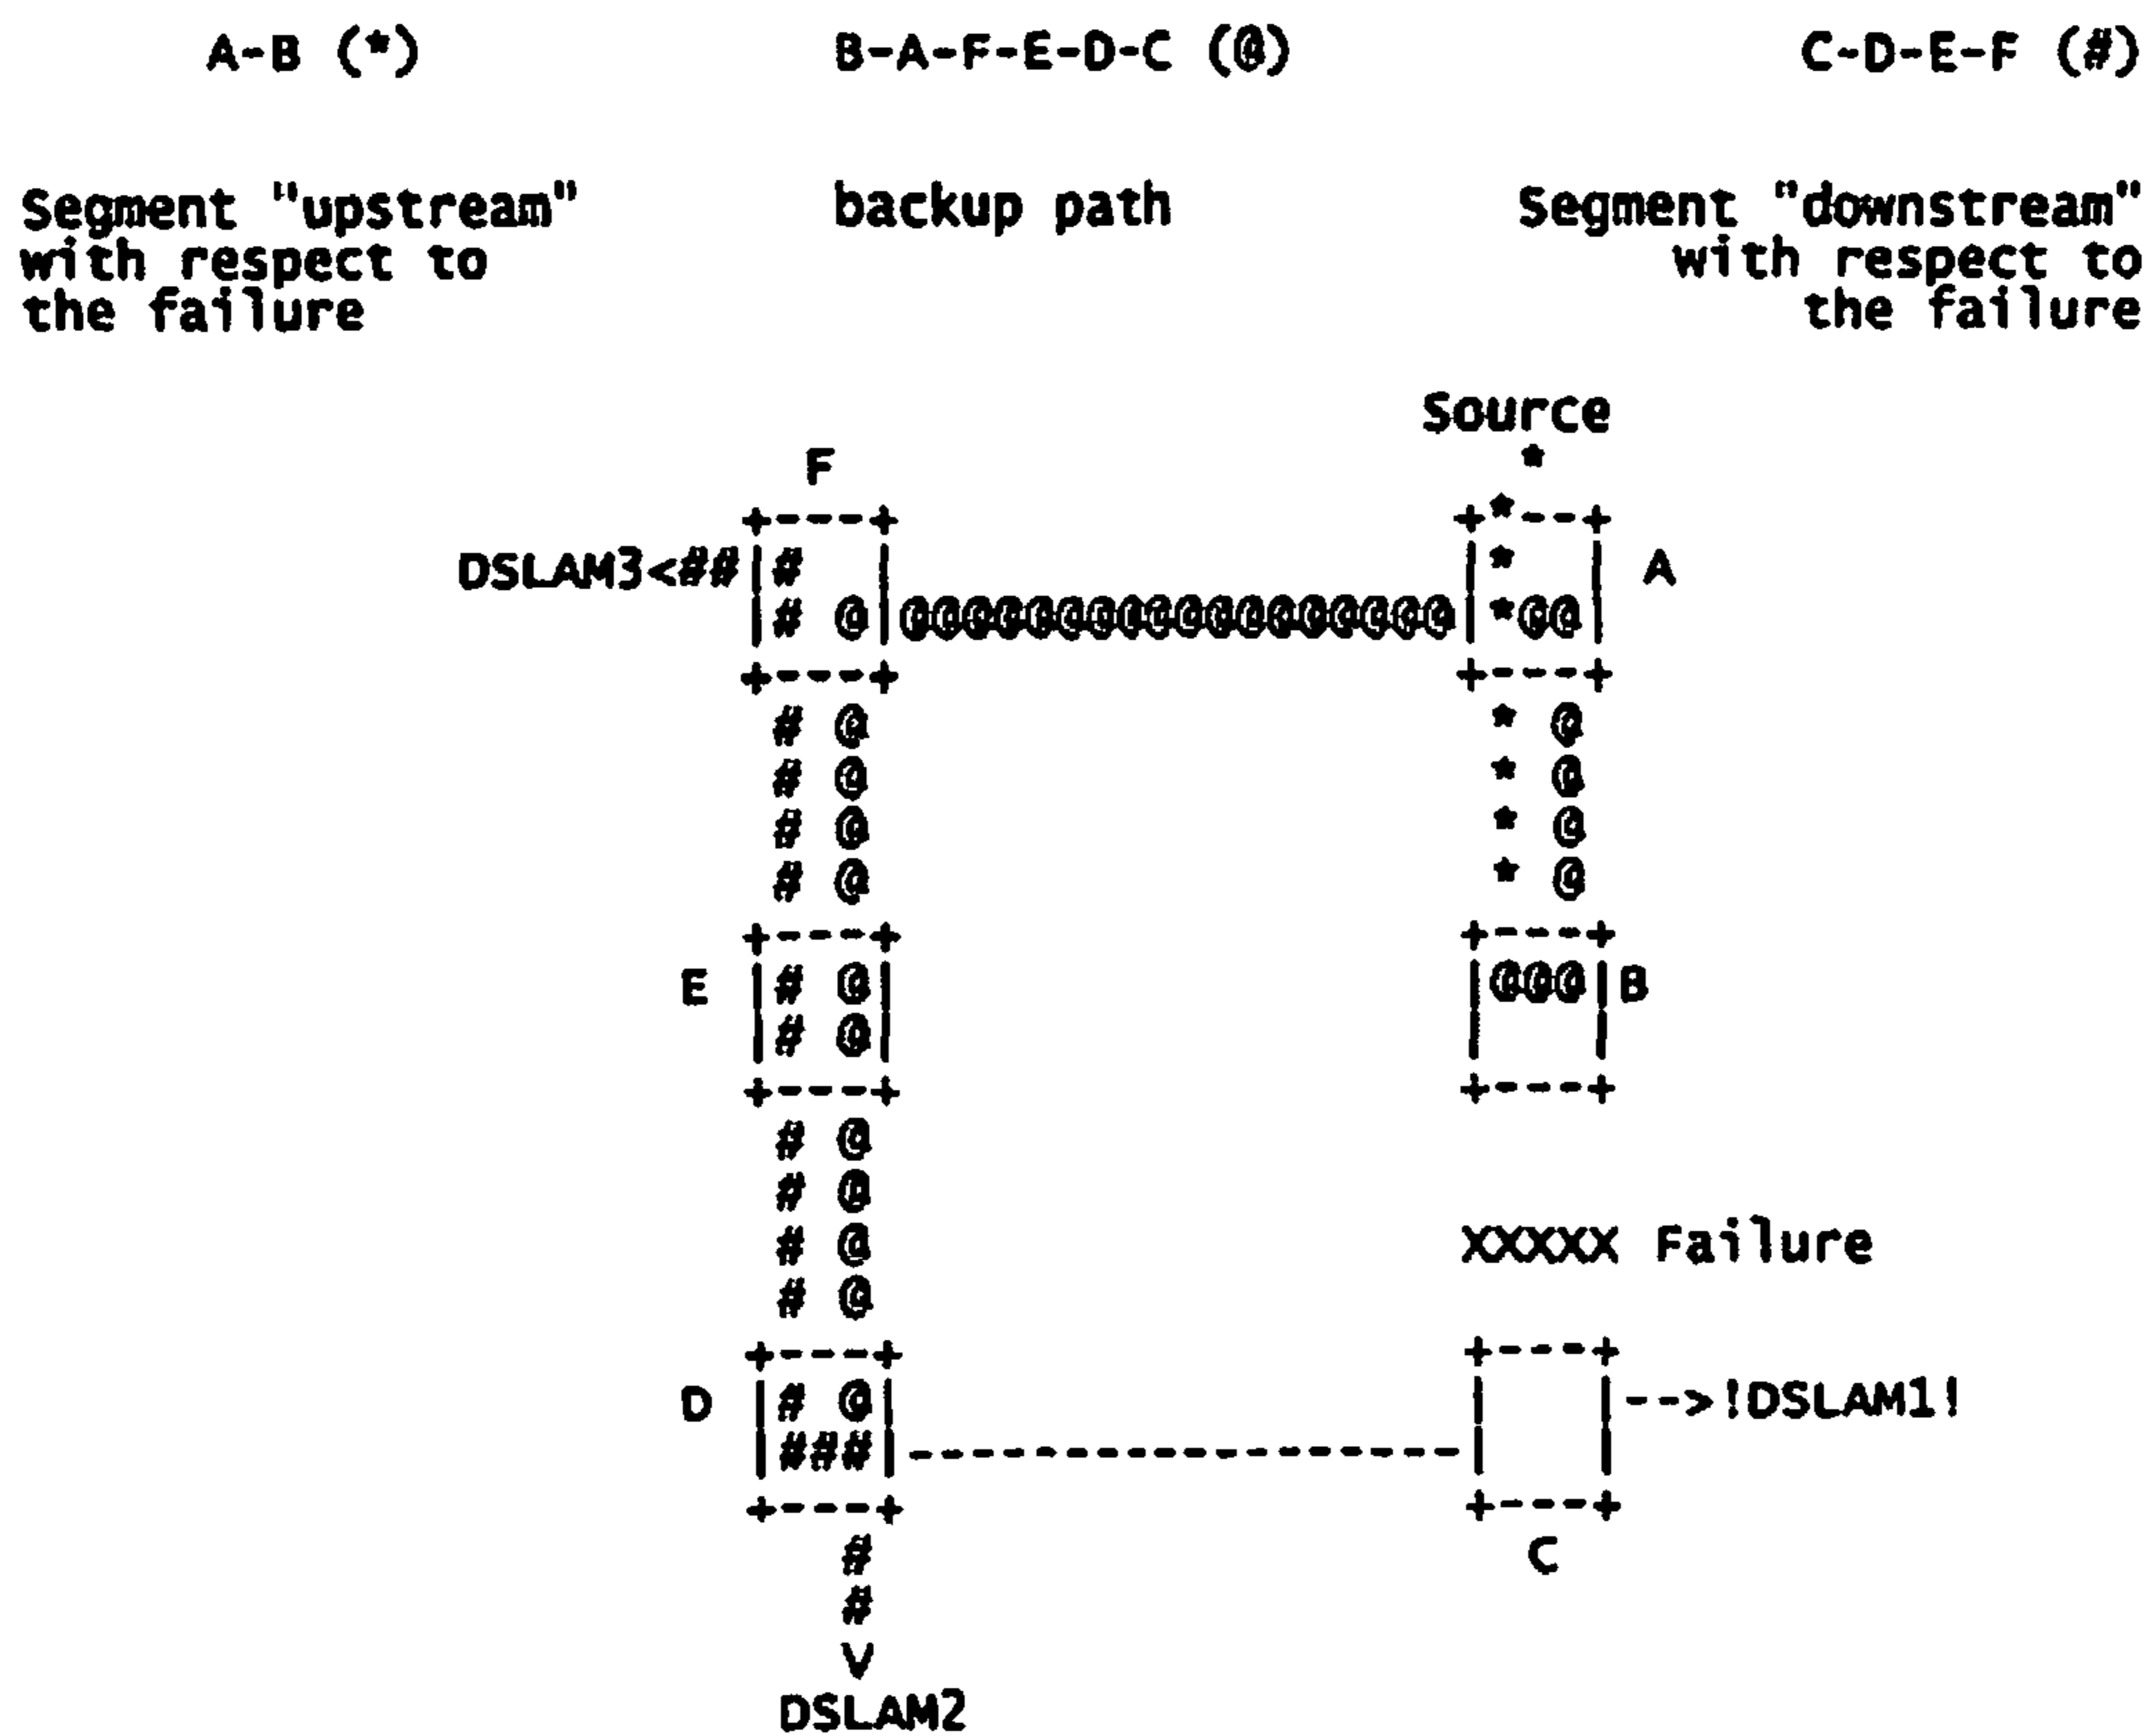 A-B (*)                          B-A-F-E-D-C (@)                C-D-E-F (#)
Segment "upstream"               backup path                    Segment "downstream"
with respect to                                                 with respect to
the failure                                                     the failure
Source
F                      *
+---+                  +*--+
DSLAM3<##|#  |                  |*  | A
|# @|@@@@@@@@@@@@@@@@@@|*@@|
+---+                  +---+
# @                    * @
# @                    * @
# @                    * @
# @                    * @
+---+                  +---+
E |# @|                  |@@@|B
|# @|                  |   |
+---+                  +---+
# @
# @
# @                    XXXXX Failure
# @
+---+                  +---+
D |# @|                  |   |-->!DSLAM1!
|###|------------------|   |
+---+                  +---+
#                      C
#
V
DSLAM2